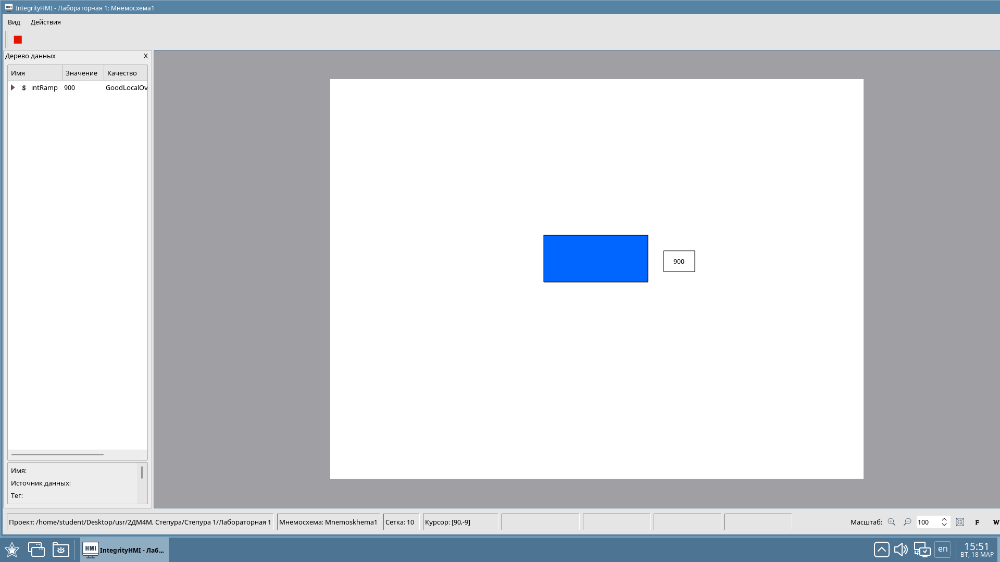 IntegrityHMI - Лабораторная 1: Мнемосхема1
Вид Действия
Дерево данных X
Имя Значение Качество
S intRamp 900 GoodLocalOv
900
Имя:
Источник данных:
Тег:
Проект: /home/student/Desktop/usr/2ДМ4М, Степура/Степура 1/Лабораторная 1 Мнемосхема: Mnemoskhema1 Сетка: 10 Курсор: [90,-9] Масштаб: 100 F W
HMI IntegrityHMI - Лаб... en 15:51
ВТ, 18 МАР